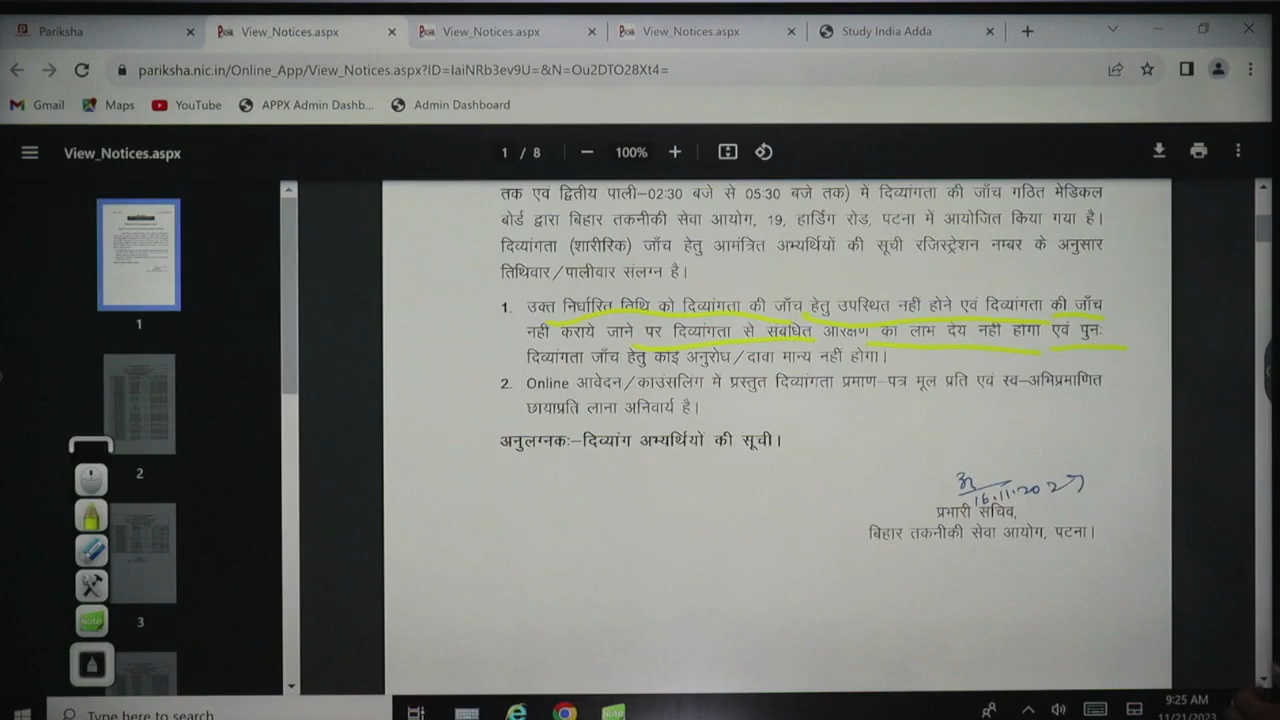 Pariksha
View_Notices.aspx
View_Notices.aspx
View_Notices.aspx
Study India Adda
pariksha.nic.in/Online_App/View_Notices.aspx?ID=IaiNRb3ev9U=&N=Ou2DTO28Xt4=
Gmail Maps YouTube APPX Admin Dashb... Admin Dashboard
View_Notices.aspx 1 / 8 100%
तक एवं द्वितीय पाली–02:30 बजे से 05:30 बजे तक) में दिव्यांगता की जाँच गठित मेडिकल
बोर्ड द्वारा बिहार तकनीकी सेवा आयोग, 19, हार्डिंग रोड, पटना में आयोजित किया गया है।
दिव्यांगता (शारीरिक) जाँच हेतु आमंत्रित अभ्यर्थियों की सूची रजिस्ट्रेशन नम्बर के अनुसार
तिथिवार/पालीवार संलग्न है।
1. उक्त निर्धारित तिथि को दिव्यांगता की जाँच हेतु उपस्थित नहीं होने एवं दिव्यांगता की जाँच
नहीं कराये जाने पर दिव्यांगता से संबंधित आरक्षण का लाभ देय नहीं होगा एवं पुनः
दिव्यांगता जाँच हेतु कोई अनुरोध/दावा मान्य नहीं होगा।
2. Online आवेदन/काउंसलिंग में प्रस्तुत दिव्यांगता प्रमाण–पत्र मूल प्रति एवं स्व–अभिप्रमाणित
छायाप्रति लाना अनिवार्य है।
अनुलग्नकः–दिव्यांग अभ्यर्थियों की सूची।
16.11.202
प्रभारी सचिव,
बिहार तकनीकी सेवा आयोग, पटना।
1
2
3
Note
Type here to search
Note
9:25 AM
11/21/2023